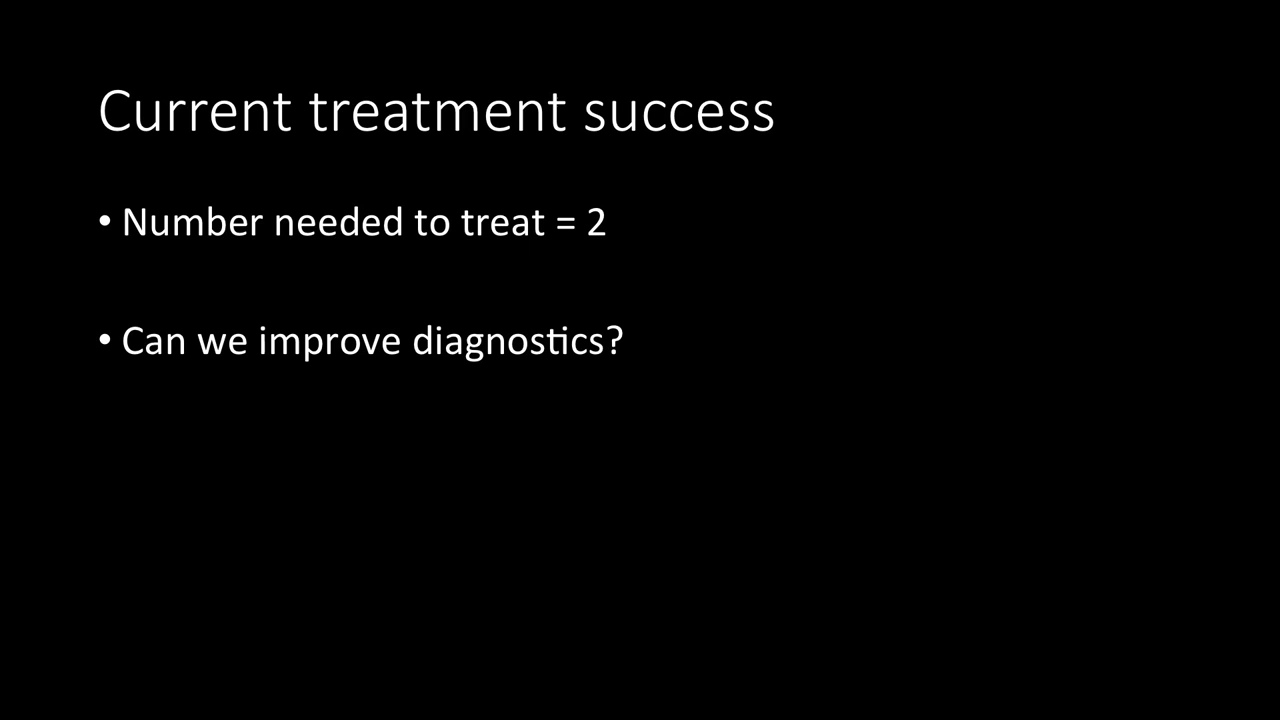 Current treatment success
• Number needed to treat = 2
• Can we improve diagnostics?